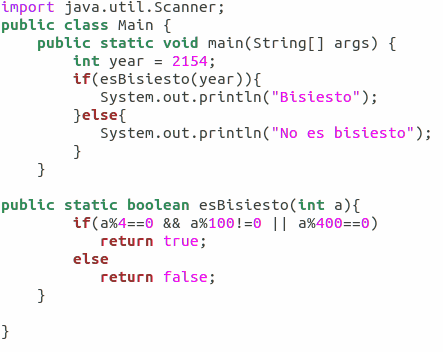 import java.util.Scanner;
public class Main {
    public static void main(String[] args) {
        int year = 2154;
        if(esBisiesto(year)){
           System.out.println("Bisiesto");
        }else{
           System.out.println("No es bisiesto");
        }
    }

public static boolean esBisiesto(int a){
        if(a%4==0 && a%100!=0 || a%400==0)
           return true;
        else
           return false;
    }

}